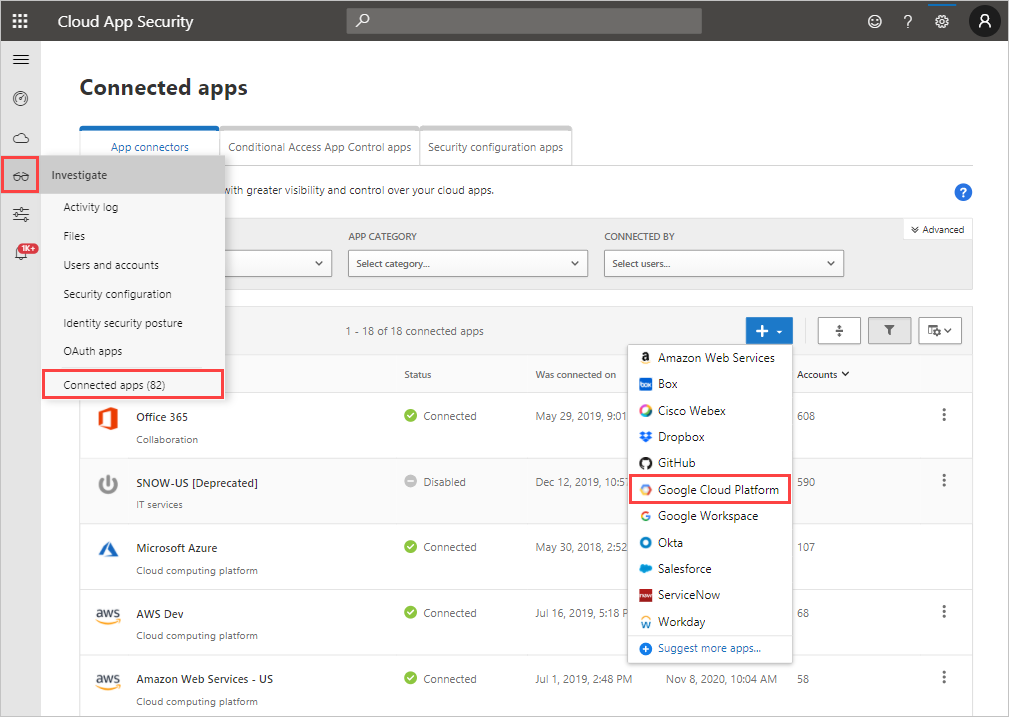 Cloud App Security
?
Connected apps
App connectors
Conditional Access App Control apps
Security configuration apps
Investigate
with greater visibility and control over your cloud apps.
?
Activity log
Files
Users and accounts
Security configuration
Identity security posture
OAuth apps
Connected apps (82)
1K+
APP CATEGORY
CONNECTED BY
Advanced
Select category...
Select users...
1 - 18 of 18 connected apps
Status
Was connected on
Accounts
Office 365
Collaboration
Connected
May 29, 2019, 9:01
608
SNOW-US [Deprecated]
IT services
Disabled
Dec 12, 2019, 10:57
590
Microsoft Azure
Cloud computing platform
Connected
May 30, 2018, 2:52
107
aws
AWS Dev
Cloud computing platform
Connected
Jul 16, 2019, 5:18 P
68
aws
Amazon Web Services - US
Cloud computing platform
Connected
Jul 1, 2019, 2:48 PM
Nov 8, 2020, 10:04 AM
58
Amazon Web Services
box
Box
Cisco Webex
Dropbox
GitHub
Google Cloud Platform
Google Workspace
Okta
Salesforce
now
ServiceNow
Workday
Suggest more apps...